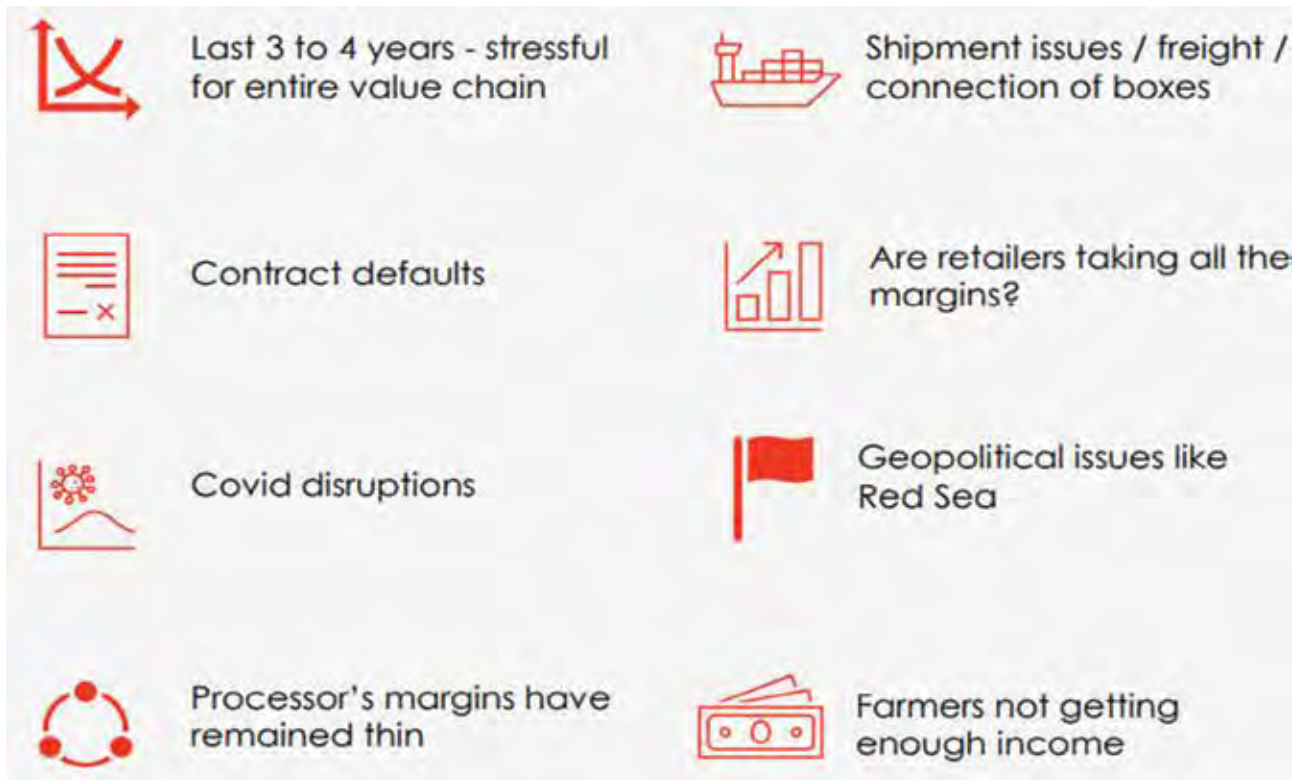 Last 3 to 4 years - stressful
for entire value chain
Shipment issues / freight /
connection of boxes
Contract defaults
Are retailers taking all the
margins?
Covid disruptions
Geopolitical issues like
Red Sea
Processor's margins have
remained thin
Farmers not getting
enough income